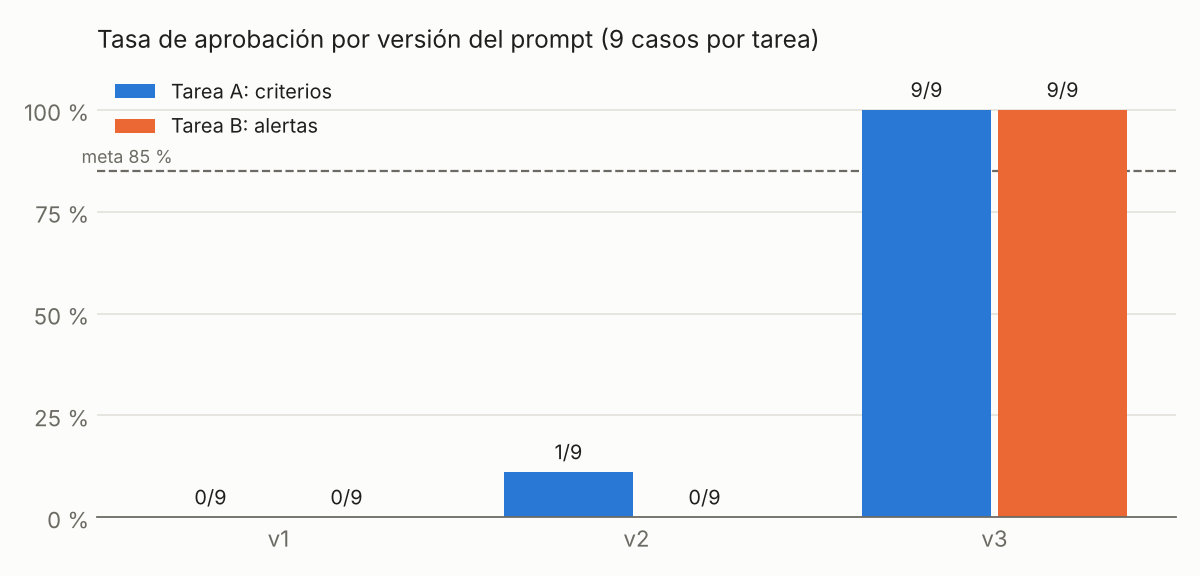 Tasa de aprobación por versión del prompt (9 casos por tarea)
Tarea A: criterios
Tarea B: alertas
100 %
meta 85 %
75 %
50 %
25 %
0 %
0/9
0/9
1/9
0/9
9/9
9/9
v1
v2
v3